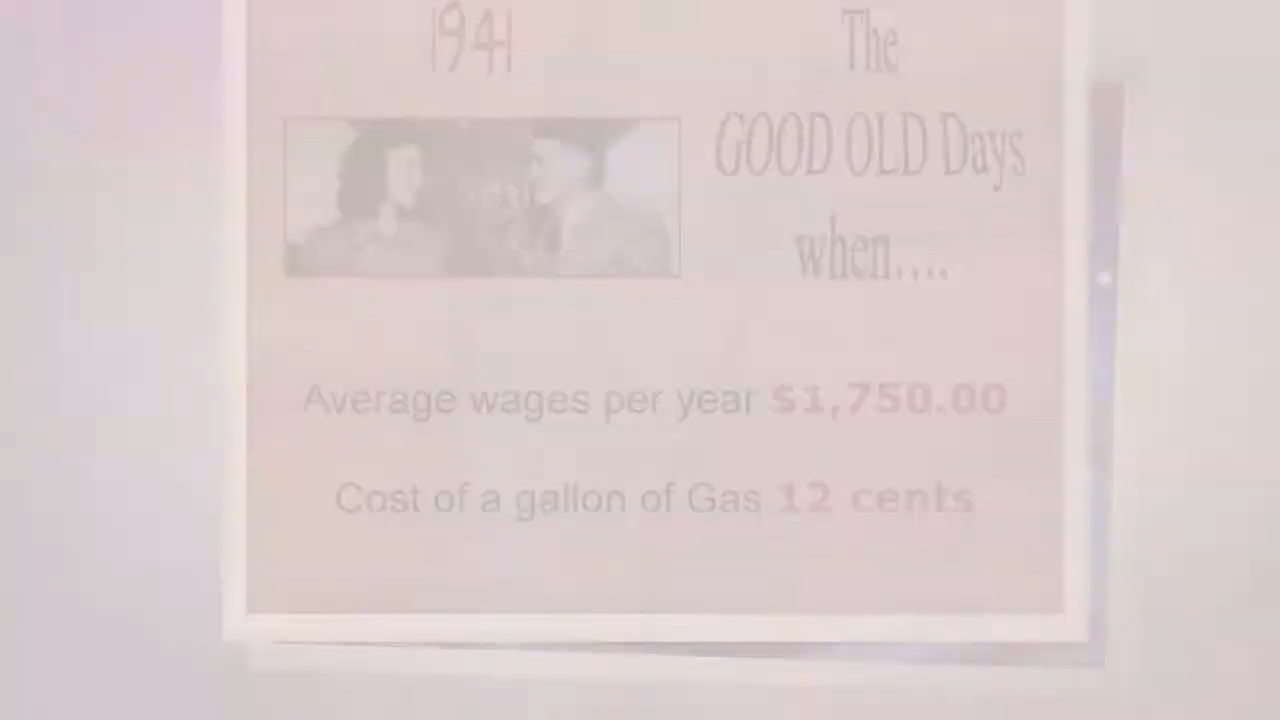 1941
The
GOOD OLD Days
when....
Average wages per year $1,750.00
Cost of a gallon of Gas 12 cents